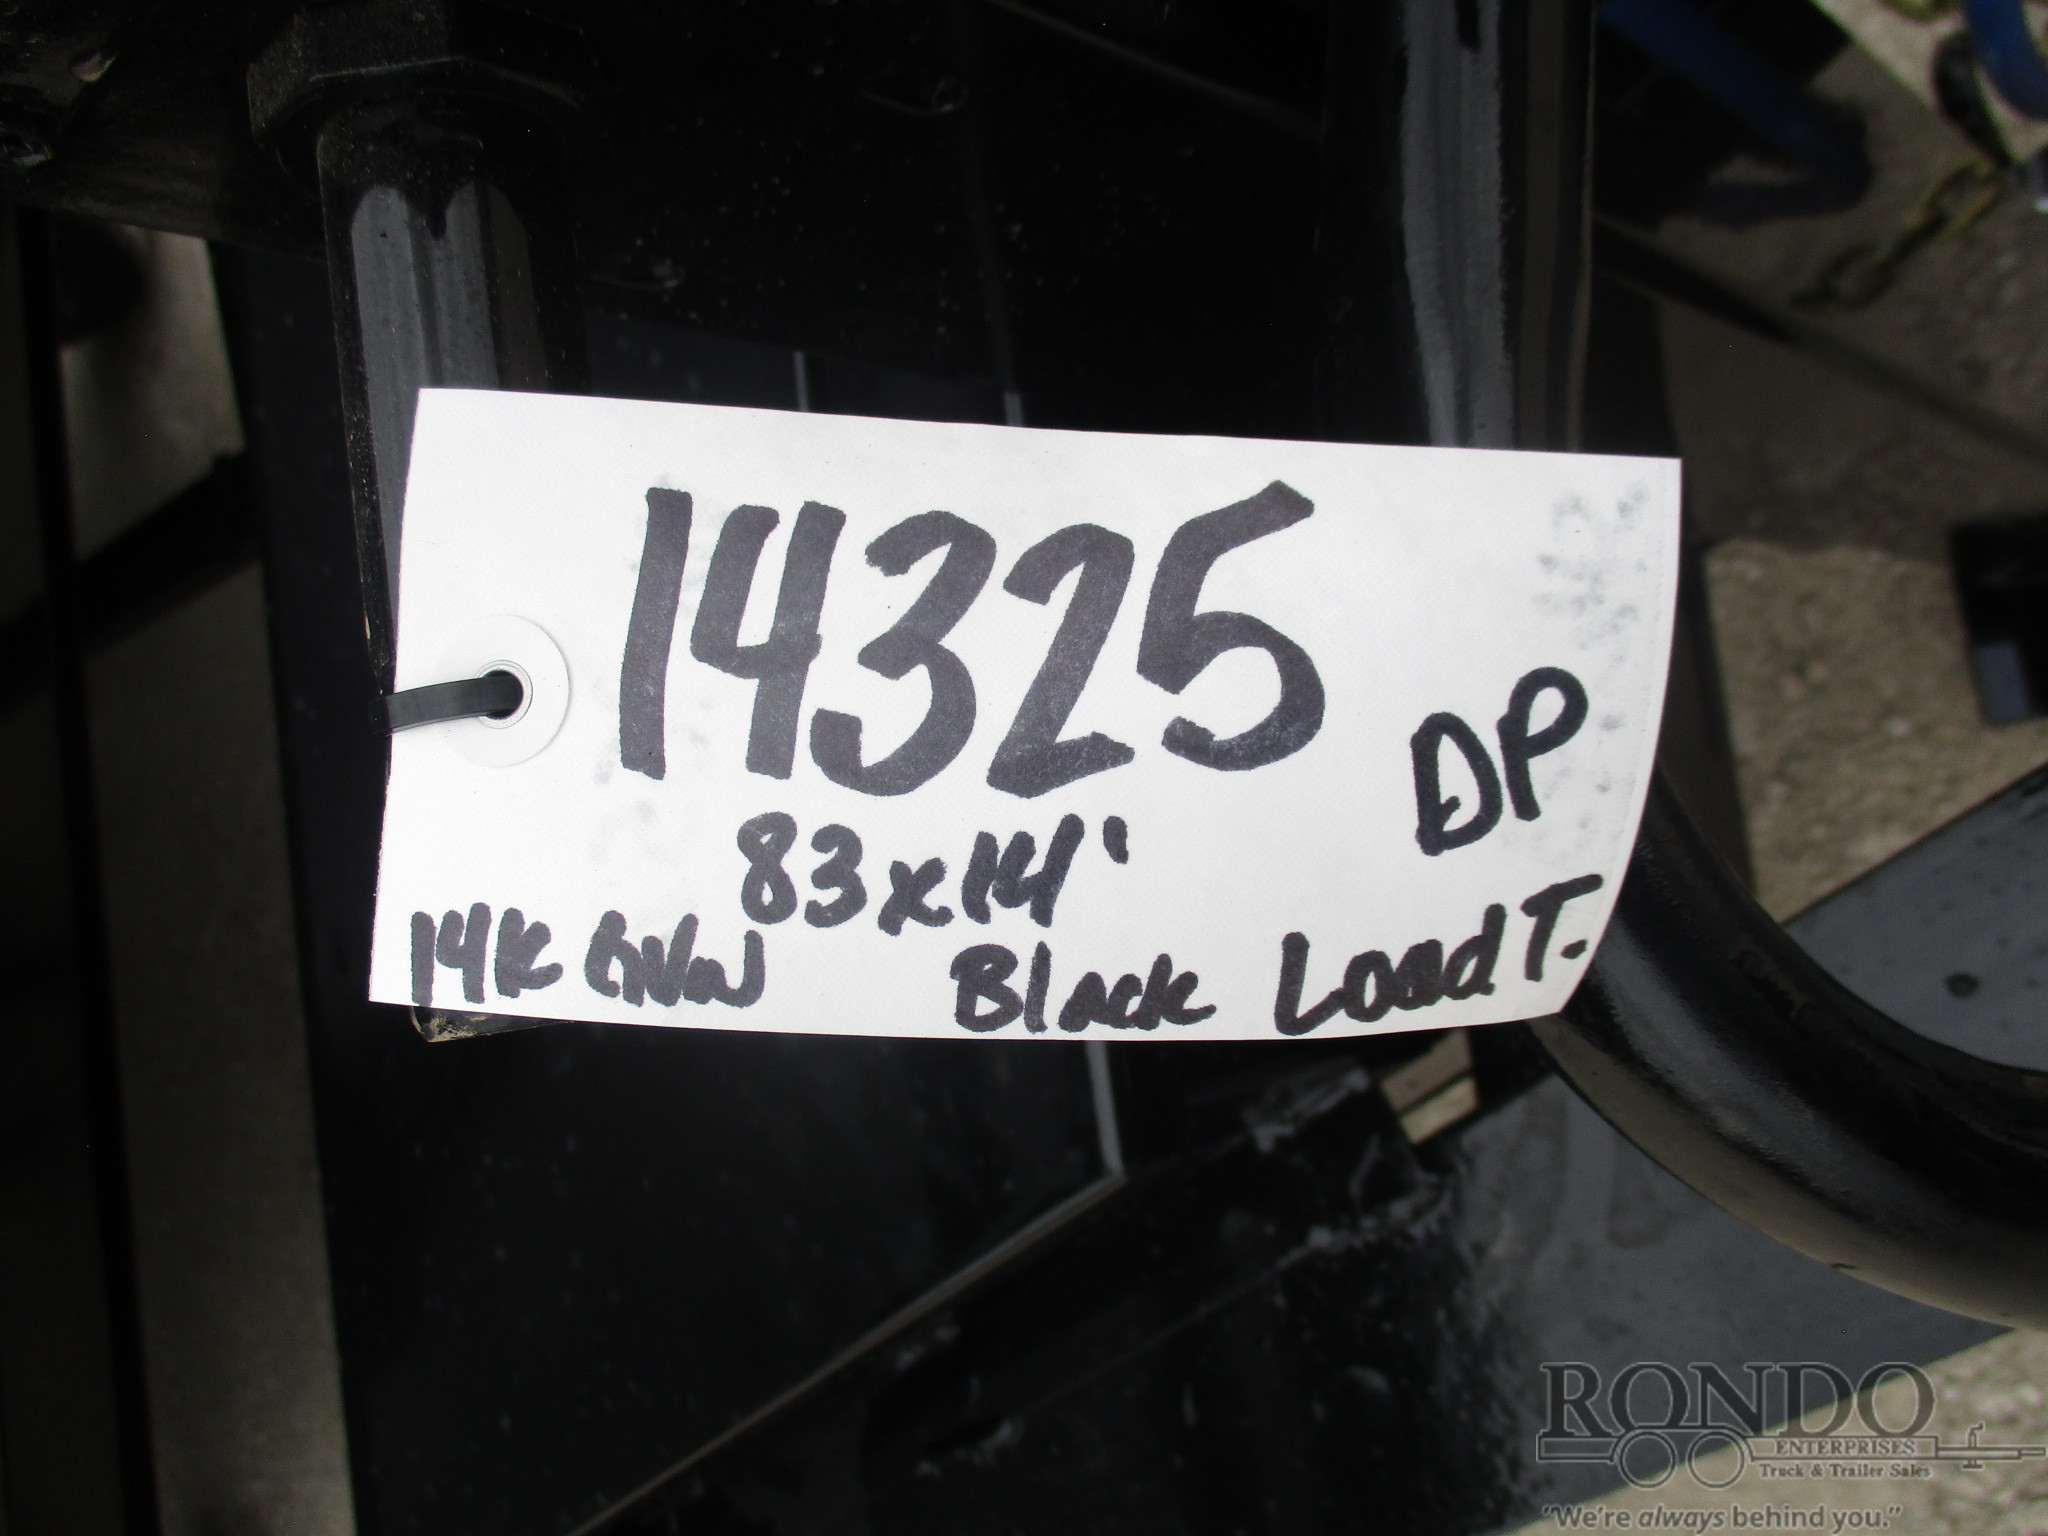 14325
DP
83x14'
14K GVW Black Load T.
RONDO
ENTERPRISES
Truck & Trailer Sales
"We're always behind you."